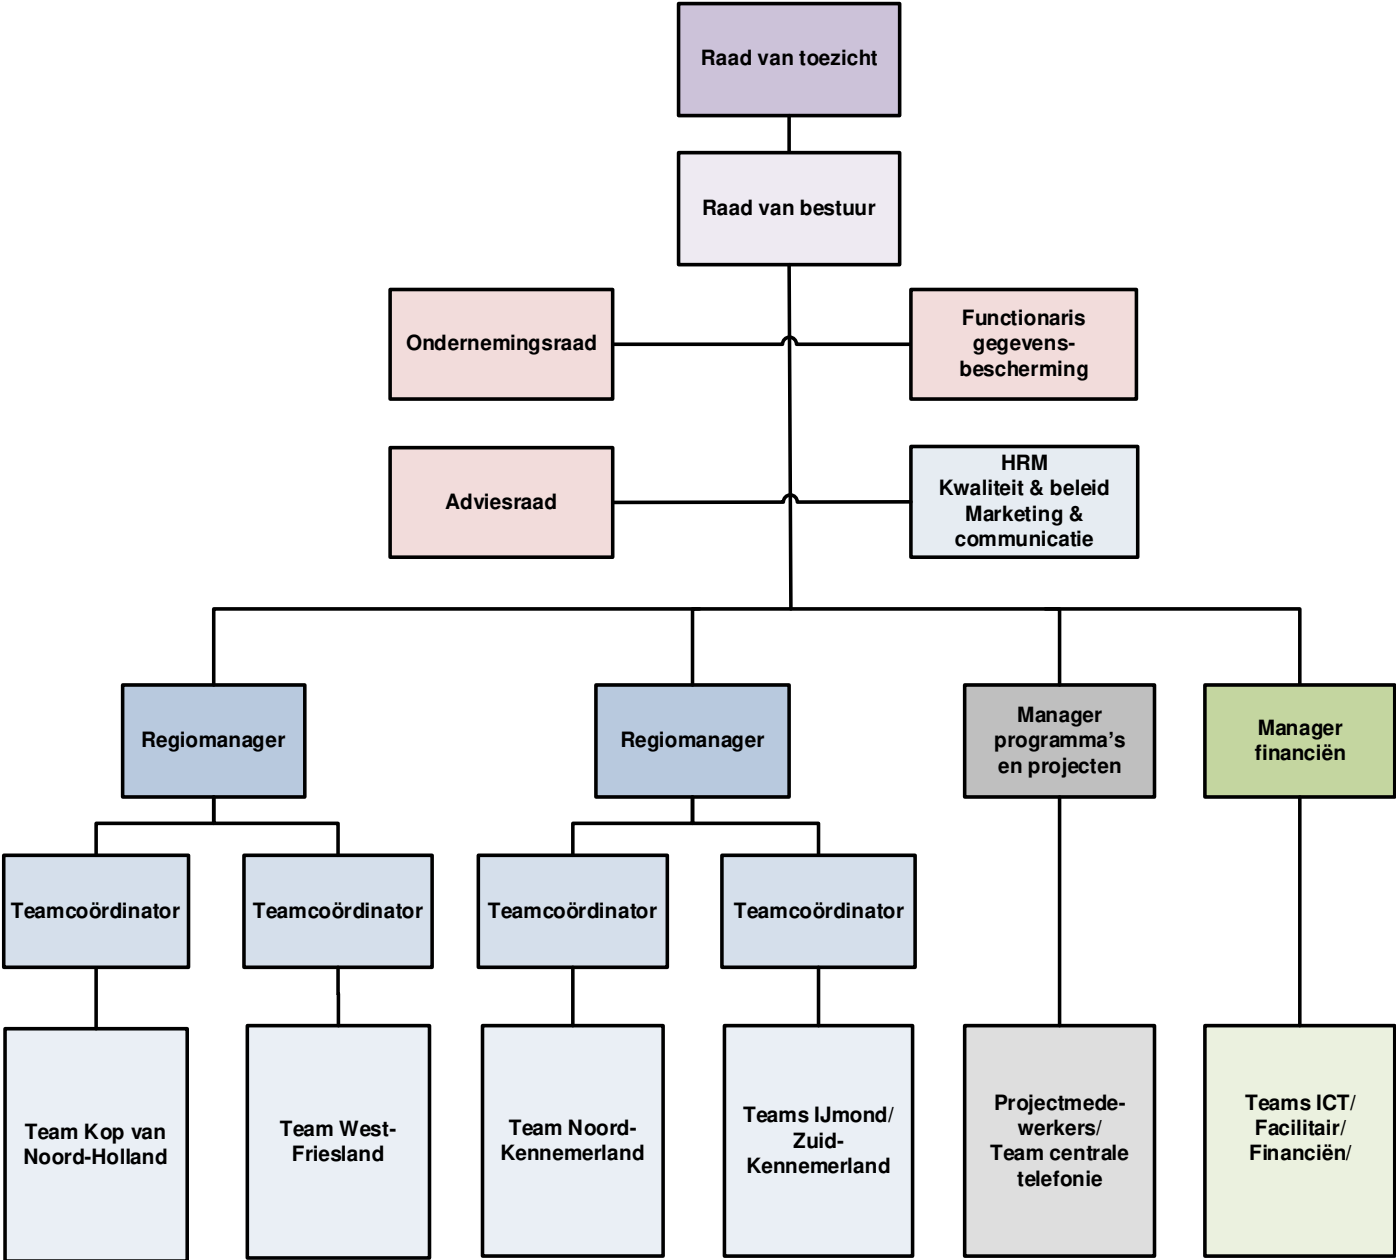 Raad van toezicht
Raad van bestuur
Ondernemingsraad
Functionaris
gegevens-
bescherming
Adviesraad
HRM
Kwaliteit & beleid
Marketing &
communicatie
Regiomanager
Regiomanager
Manager
programma's
en projecten
Manager
financiën
Teamcoördinator
Teamcoördinator
Teamcoördinator
Teamcoördinator
Team Kop van
Noord-Holland
Team West-
Friesland
Team Noord-
Kennemerland
Teams IJmond/
Zuid-
Kennemerland
Projectmede-
werkers/
Team centrale
telefonie
Teams ICT/
Facilitair/
Financiën/